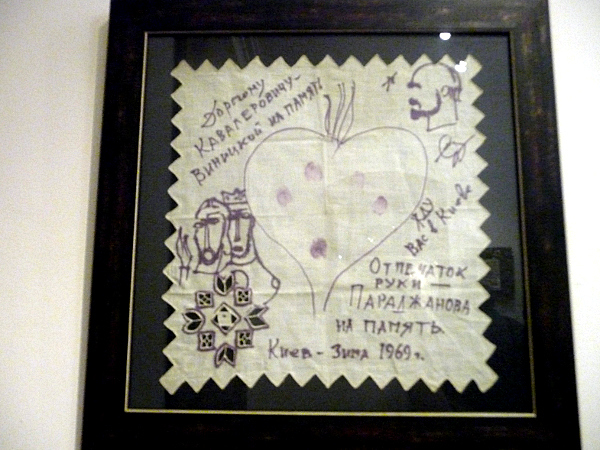 Дорогому
КАВАЛЕРОВИЧУ-
ВИНИЦКОЙ НА ПАМЯТЬ
ЖДУ
ВАС в Киеве
ОТПЕЧАТОК
РУКИ —
ПАРАДЖАНОВА
НА ПАМЯТЬ.
Киев - Зима 1969 г.